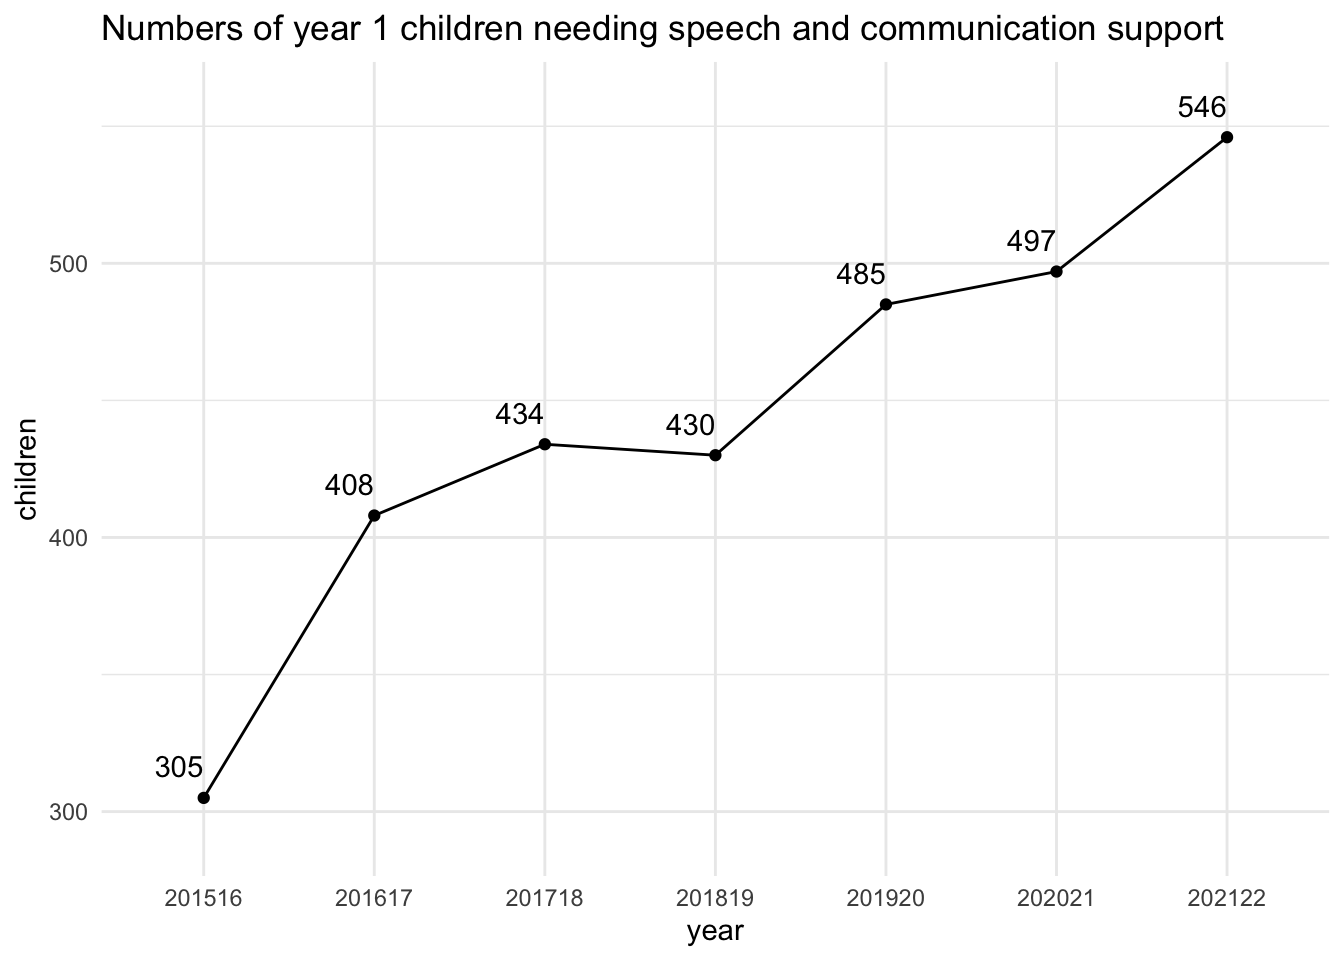 Numbers of year 1 children needing speech and communication support
546
497
500
485
434
430
children
408
400
305
300
201516 201617 201718 201819 201920 202021 202122
year